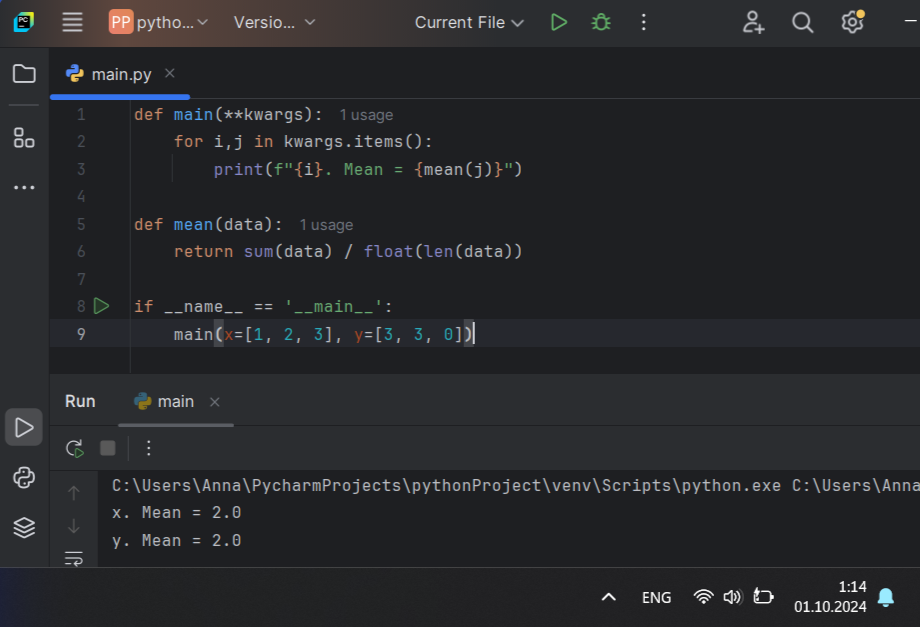 PC
PP pytho... Versio... Current File
main.py
1 def main(**kwargs): 1 usage
2 for i,j in kwargs.items():
3 print(f"{i}. Mean = {mean(j)}")
4
5 def mean(data): 1 usage
6 return sum(data) / float(len(data))
7
8 if __name__ == '__main__':
9 main(x=[1, 2, 3], y=[3, 3, 0])
Run main
C:\Users\Anna\PycharmProjects\pythonProject\venv\Scripts\python.exe C:\Users\Anna
x. Mean = 2.0
y. Mean = 2.0
ENG
1:14
01.10.2024